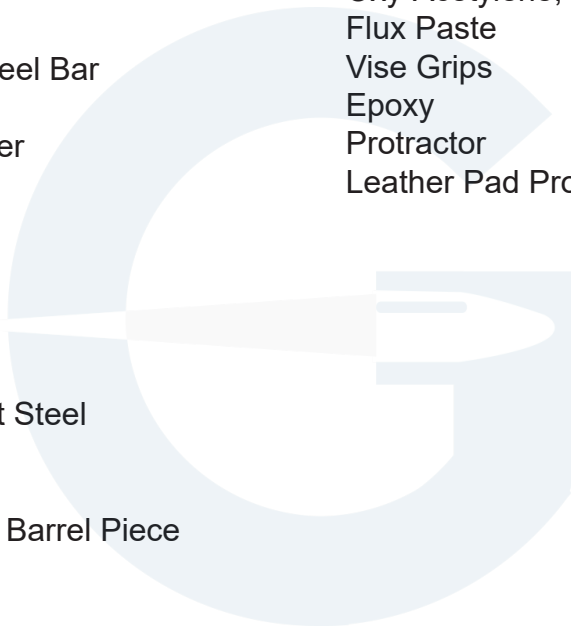 eel Bar
er
t Steel
Barrel Piece
Flux Paste
Vise Grips
Epoxy
Protractor
Leather Pad Pro